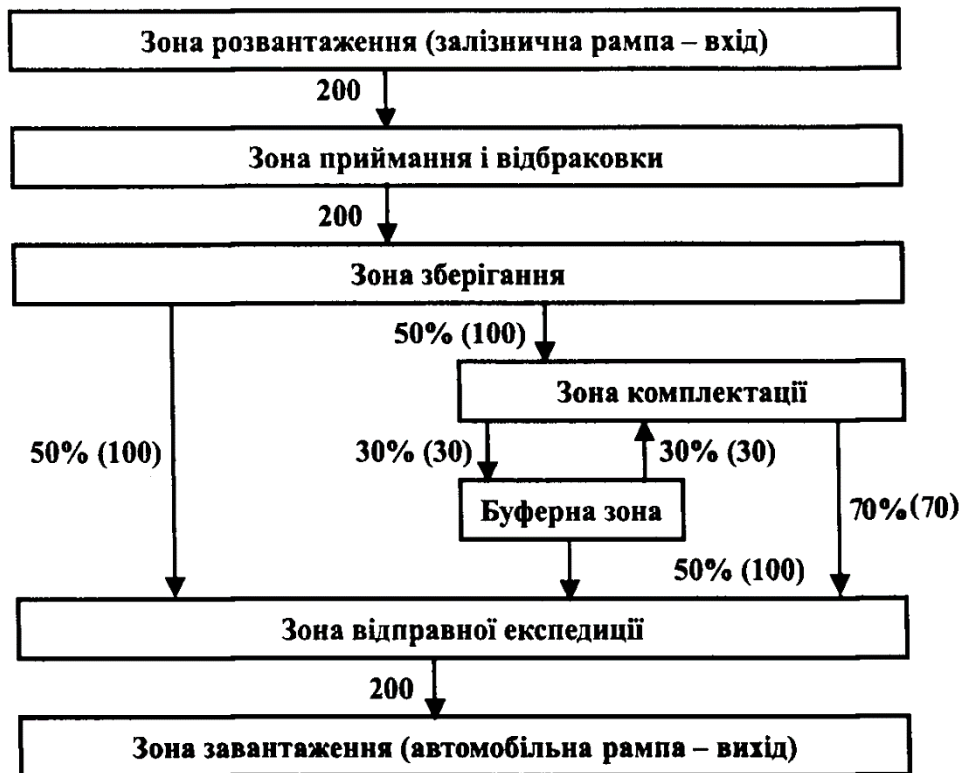 Зона розвантаження (залізнична рампа – вхід)
200
Зона приймання і відбраковки
200
Зона зберігання
50% (100)
Зона комплектації
50% (100)
30% (30)
30% (30)
Буферна зона
70% (70)
50% (100)
Зона відправної експедиції
200
Зона завантаження (автомобільна рампа – вихід)